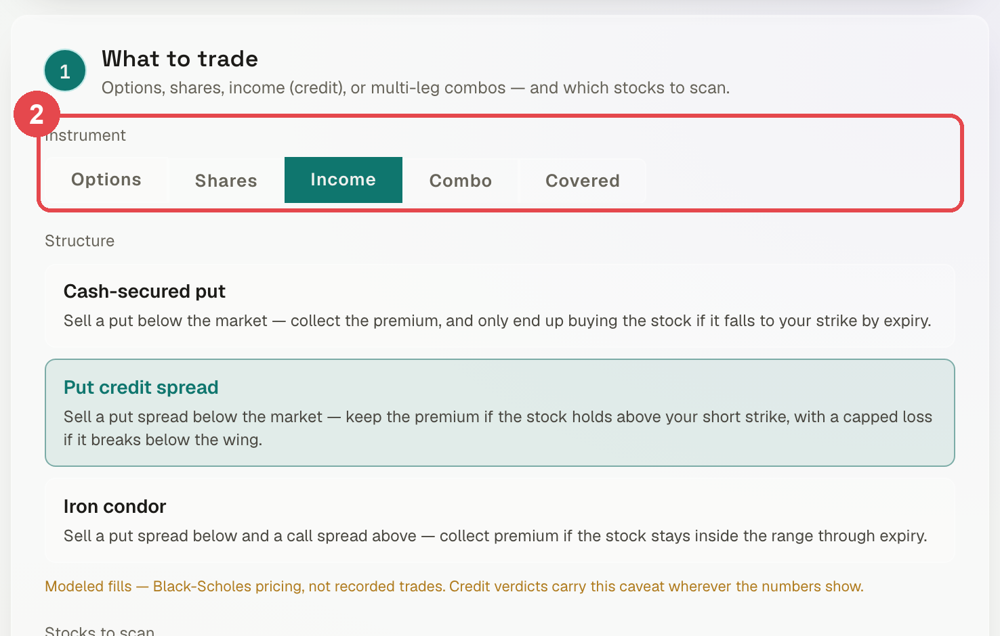 1
What to trade
Options, shares, income (credit), or multi-leg combos — and which stocks to scan.
2
Instrument
Options
Shares
Income
Combo
Covered
Structure
Cash-secured put
Sell a put below the market — collect the premium, and only end up buying the stock if it falls to your strike by expiry.
Put credit spread
Sell a put spread below the market — keep the premium if the stock holds above your short strike, with a capped loss
if it breaks below the wing.
Iron condor
Sell a put spread below and a call spread above — collect premium if the stock stays inside the range through expiry.
Modeled fills — Black-Scholes pricing, not recorded trades. Credit verdicts carry this caveat wherever the numbers show.
Stocks to scan